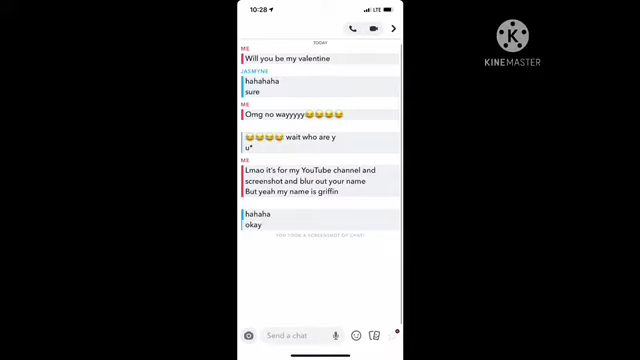 10:28
LTE
K
KINEMASTER
TODAY
ME
Will you be my valentine
JASMYNE
hahahaha
sure
ME
Omg no wayyyyy😂😂😂😂
😂😂😂😂 wait who are y
u*
ME
Lmao it's for my YouTube channel and
screenshot and blur out your name
But yeah my name is griffin
hahaha
okay
YOU TOOK A SCREENSHOT OF CHAT!
Send a chat